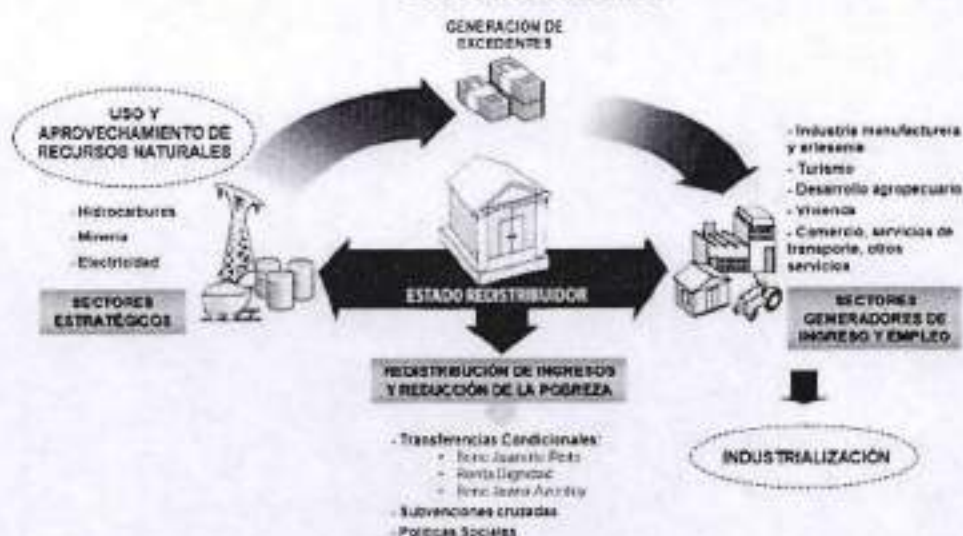 GENERACIÓN DE
EXCEDENTES
USO Y
APROVECHAMIENTO DE
RECURSOS NATURALES
- Hidrocarburos
- Minería
- Electricidad
SECTORES
ESTRATÉGICOS
ESTADO REDISTRIBUIDOR
- Industria manufacturera
y artesanía
- Turismo
- Desarrollo agropecuario
- Vivienda
- Comercio, servicios de
transporte, otros
servicios
SECTORES
GENERADORES DE
INGRESO Y EMPLEO
INDUSTRIALIZACIÓN
REDISTRIBUCIÓN DE INGRESOS
Y REDUCCIÓN DE LA POBREZA
- Transferencias Condicionales:
• Bono Juancito Pinto
• Renta Dignidad
• Bono Juana Azurduy
- Subvenciones cruzadas
- Políticas Sociales